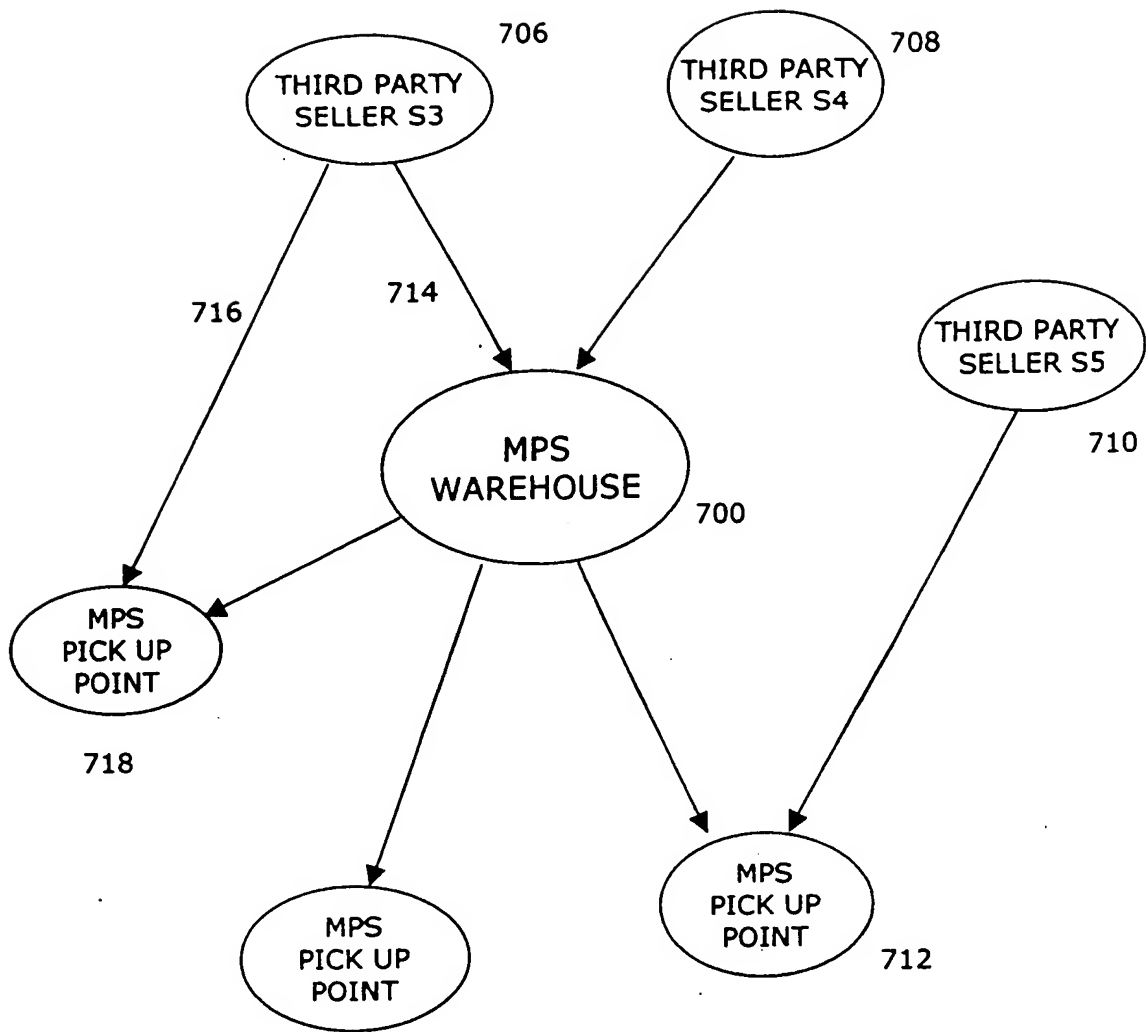 706
THIRD PARTY
SELLER S3
708
THIRD PARTY
SELLER S4
716
714
THIRD PARTY
SELLER S5
710
MPS
WAREHOUSE
700
MPS
PICK UP
POINT
718
MPS
PICK UP
POINT
MPS
PICK UP
POINT
712